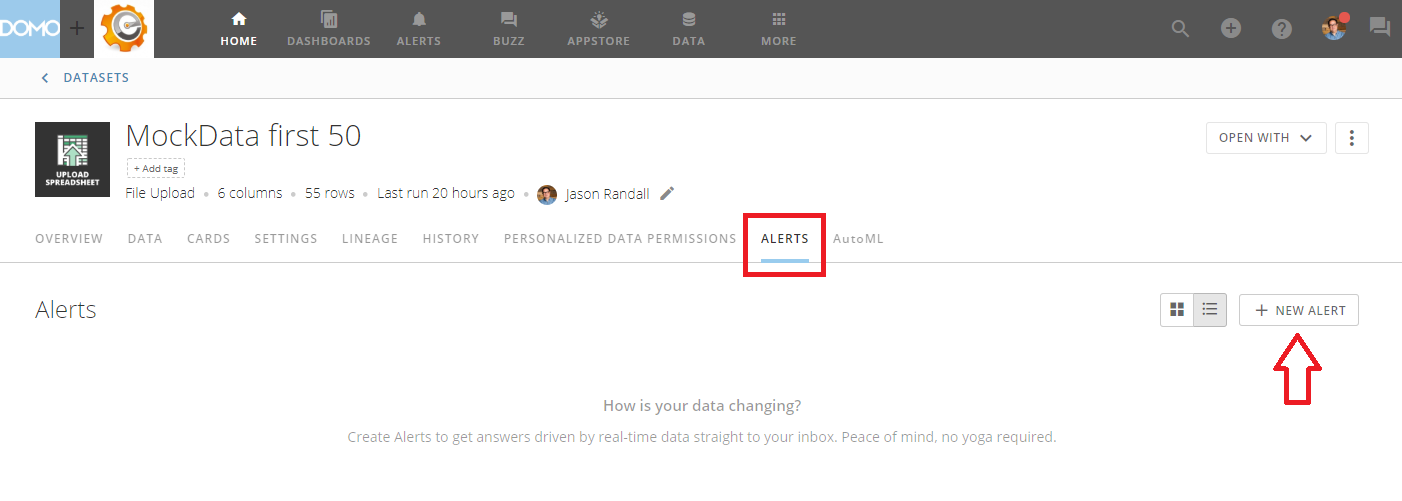 DOMO
HOME DASHBOARDS ALERTS BUZZ APPSTORE DATA MORE
DATASETS
UPLOAD
SPREADSHEET
MockData first 50
OPEN WITH
+ Add tag
File Upload • 6 columns • 55 rows • Last run 20 hours ago • Jason Randall
OVERVIEW DATA CARDS SETTINGS LINEAGE HISTORY PERSONALIZED DATA PERMISSIONS ALERTS AutoML
Alerts
+ NEW ALERT
How is your data changing?
Create Alerts to get answers driven by real-time data straight to your inbox. Peace of mind, no yoga required.